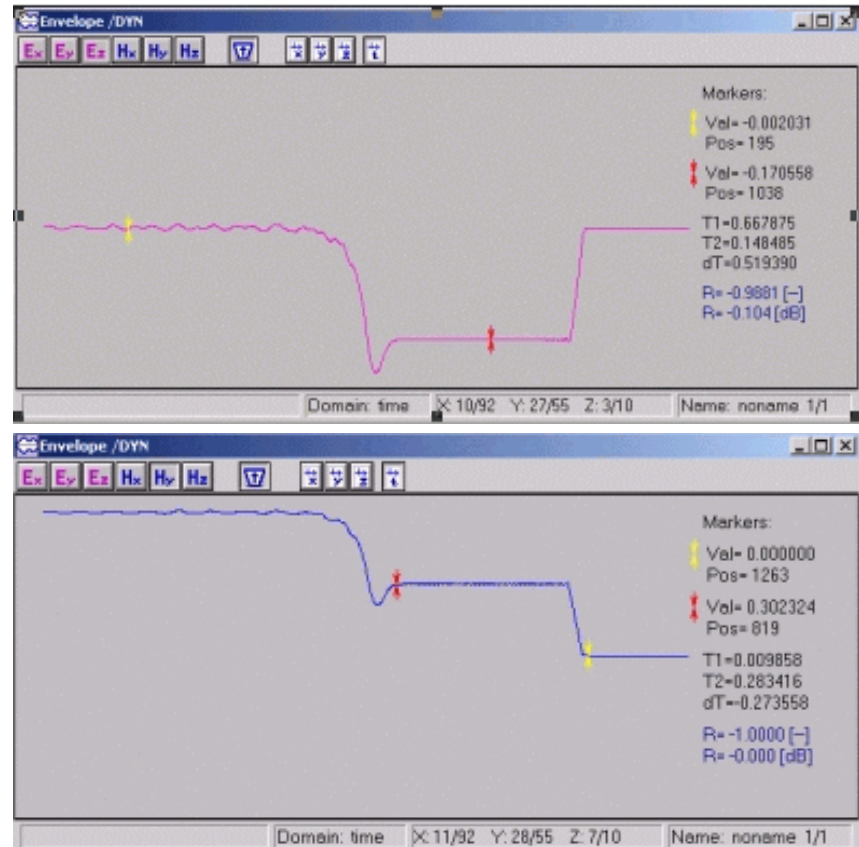 Envelope /DYN
Ex Ey Ez Hx Hy Hz x y z t
Markers:
Val= -0.002031
Pos= 195
Val= -0.170558
Pos= 1038
T1=0.667875
T2=0.148485
dT=0.519390
R= -0.9881 [--]
R= -0.104 [dB]
Domain: time X: 10/92 Y: 27/55 Z: 3/10 Name: noname 1/1
Envelope /DYN
Ex Ey Ez Hx Hy Hz x y z t
Markers:
Val= 0.000000
Pos= 1263
Val= 0.302324
Pos= 819
T1=0.009858
T2=0.283416
dT=-0.273558
R= -1.0000 [--]
R= -0.000 [dB]
Domain: time X: 11/92 Y: 28/55 Z: 7/10 Name: noname 1/1